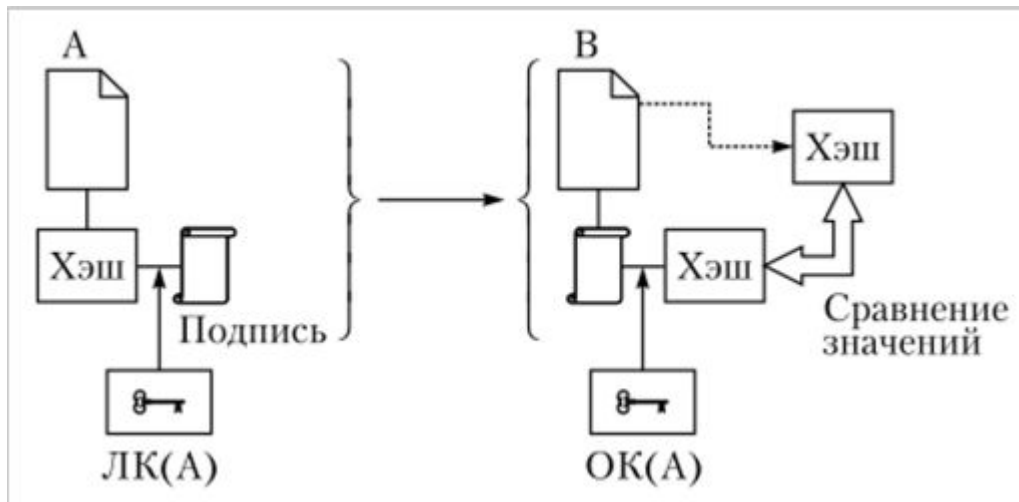 А
Хэш
Подпись
ЛК(А)
В
Хэш
Хэш
Сравнение
значений
ОК(А)